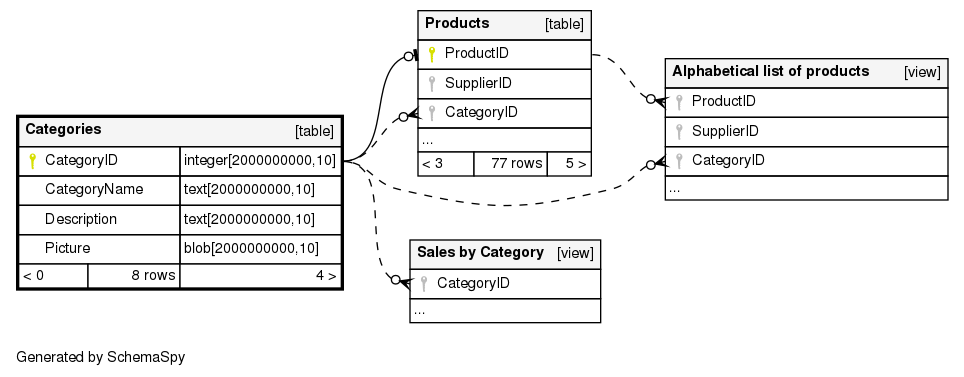 Categories [table]
CategoryID integer[2000000000,10]
CategoryName text[2000000000,10]
Description text[2000000000,10]
Picture blob[2000000000,10]
< 0 8 rows 4 >
Products [table]
ProductID
SupplierID
CategoryID
...
< 3 77 rows 5 >
Alphabetical list of products [view]
ProductID
SupplierID
CategoryID
...
Sales by Category [view]
CategoryID
...
Generated by SchemaSpy